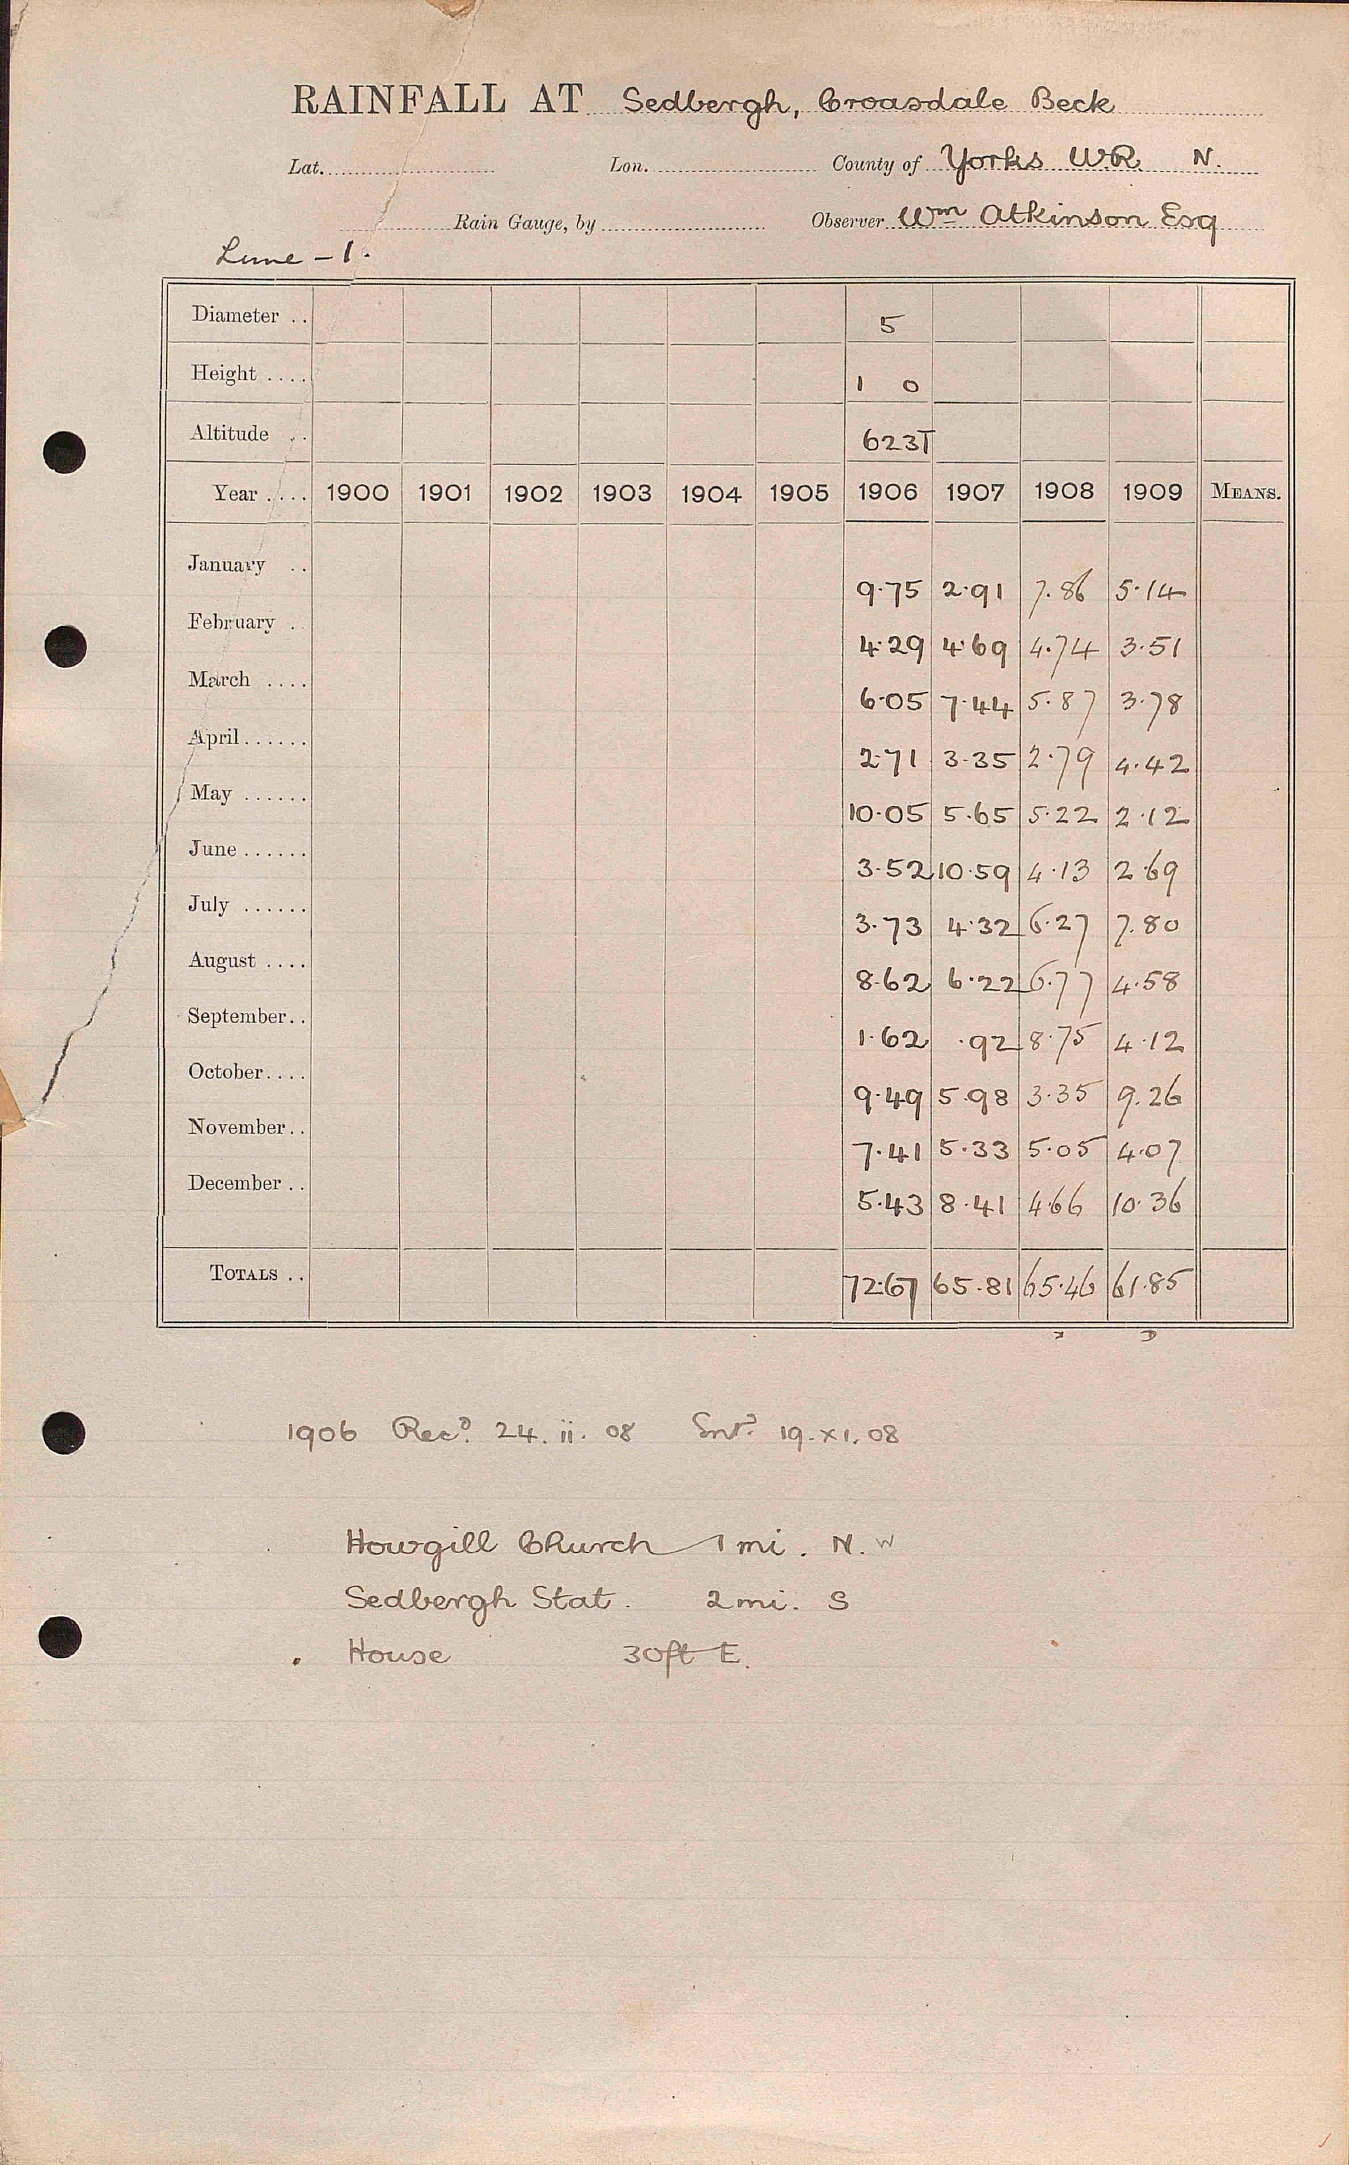 RAINFALL AT Sedbergh, Croasdale Beck
Lat. Lon. County of Yorks WR N.
Rain Gauge, by Observer Wm Atkinson Esq
Lune - 1.
Diameter .. 5
Height .... 1 0
Altitude .. 623T
Year .... 1900 1901 1902 1903 1904 1905 1906 1907 1908 1909 MEANS.
January .. 9.75 2.91 7.86 5.14
February . 4.29 4.69 4.74 3.51
March .... 6.05 7.44 5.87 3.78
April...... 2.71 3.35 2.79 4.42
May ...... 10.05 5.65 5.22 2.12
June ...... 3.52 10.59 4.13 2.69
July ...... 3.73 4.32 6.27 7.80
August .... 8.62 6.22 6.77 4.58
September.. 1.62 .92 8.75 4.12
October.... 9.49 5.98 3.35 9.26
November.. 7.41 5.33 5.05 4.07
December .. 5.43 8.41 4.66 10.36
TOTALS .. 72.67 65.81 65.46 61.85
1906 Recd. 24. ii. 08 Entd. 19. XI. 08
Howgill Church 1 mi. N. W
Sedbergh Stat. 2 mi. S
House 30ft E.